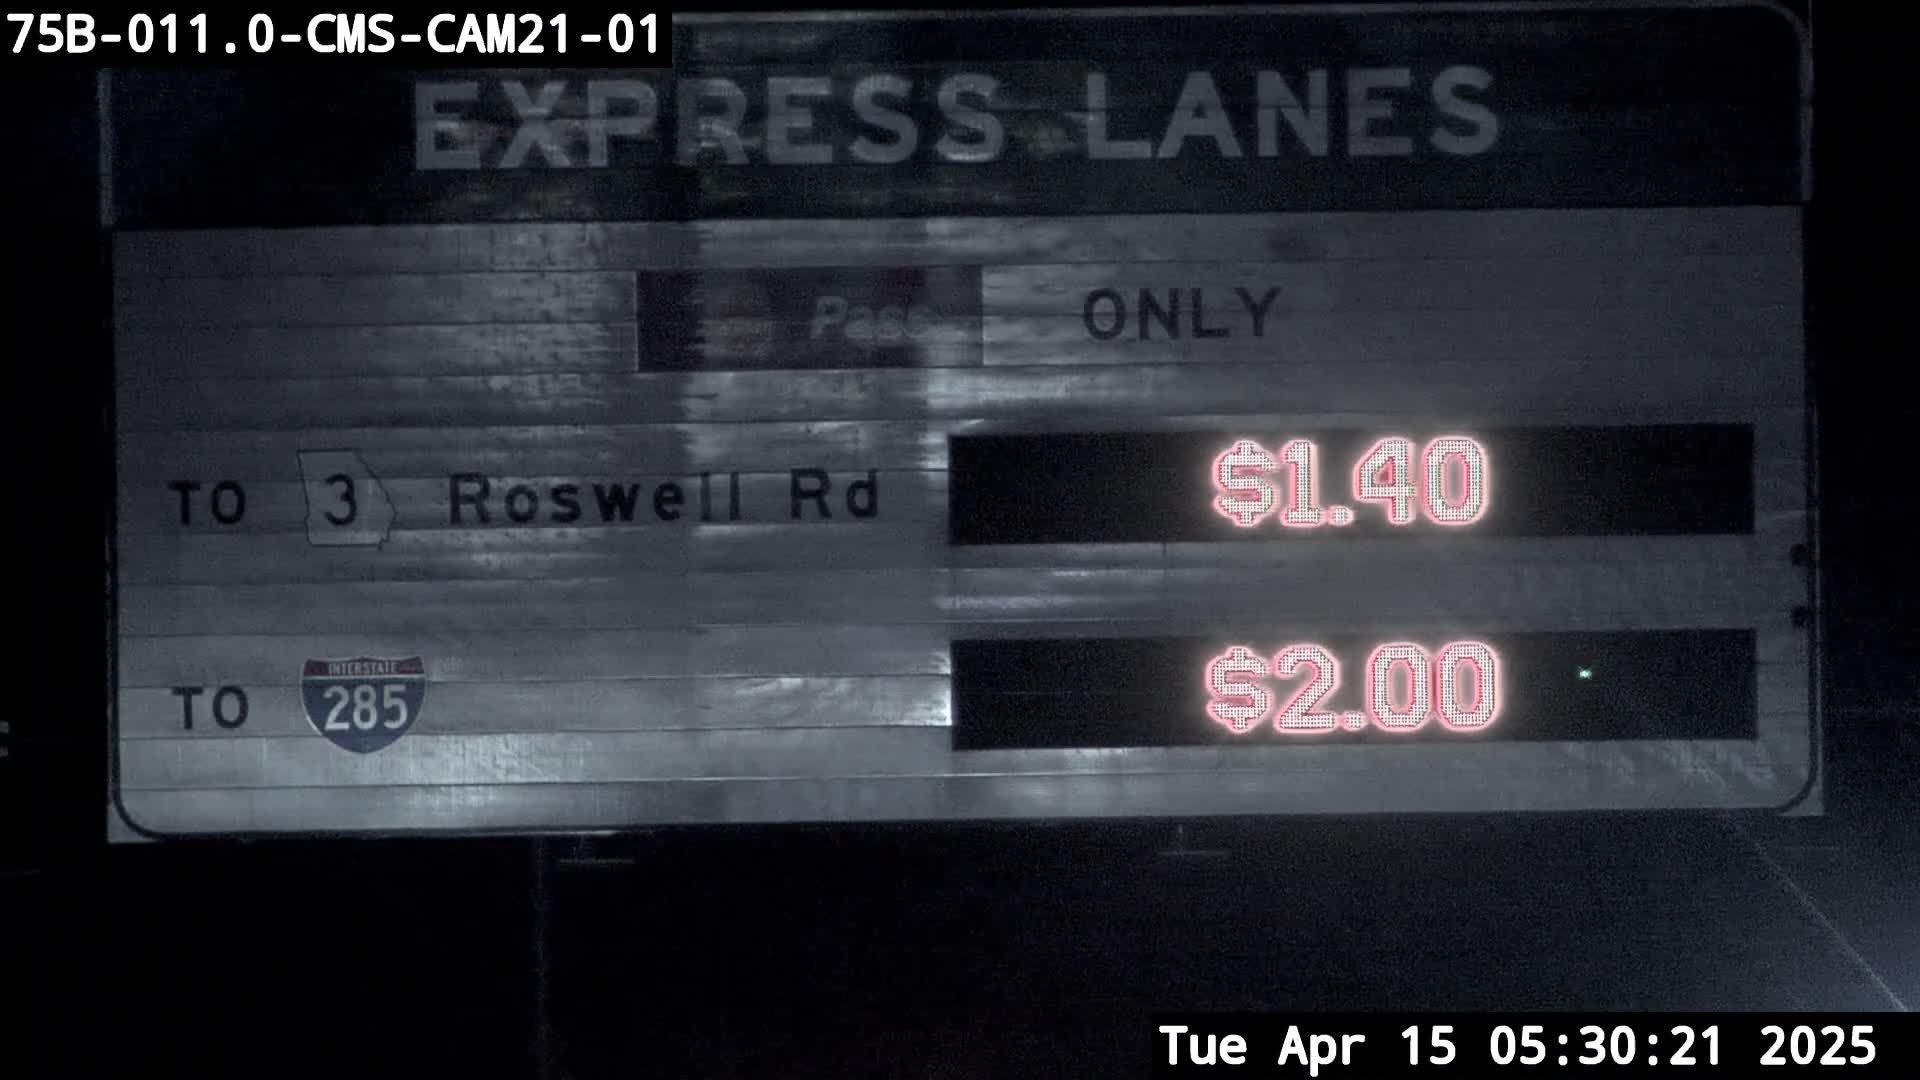 75B-011.0-CMS-CAM21-01
EXPRESS LANES
Pass ONLY
TO 3 Roswell Rd $1.40
INTERSTATE
TO 285 $2.00
Tue Apr 15 05:30:21 2025